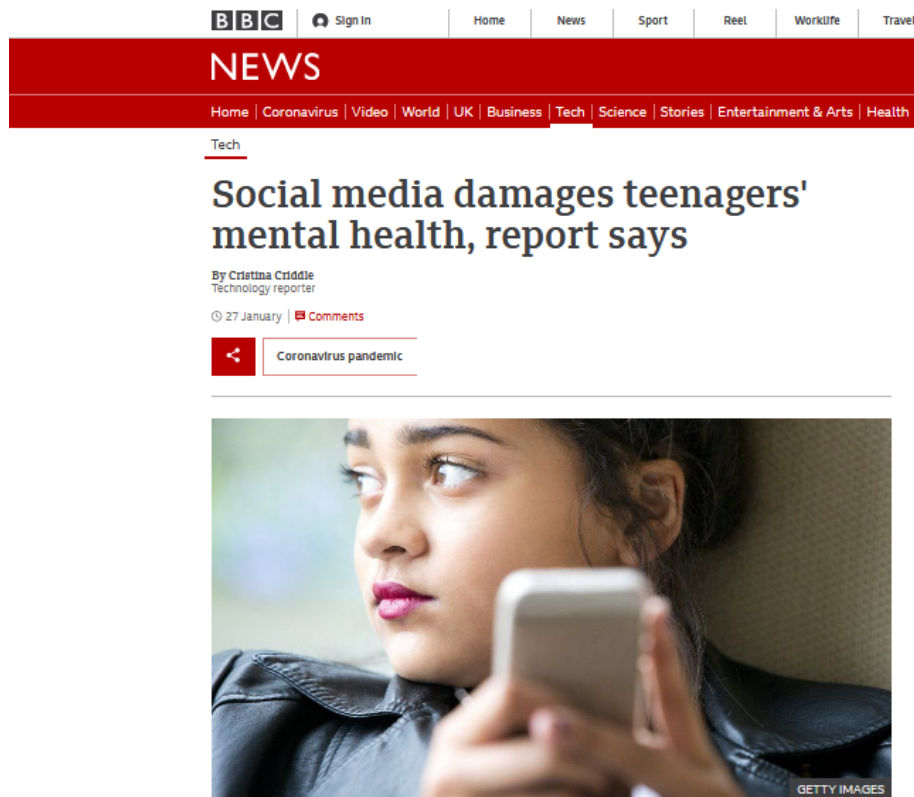 BBC Sign in Home News Sport Reel Worklife Travel
NEWS
Home Coronavirus Video World UK Business Tech Science Stories Entertainment & Arts Health
Tech
Social media damages teenagers'
mental health, report says
By Cristina Criddle
Technology reporter
27 January Comments
Coronavirus pandemic
GETTY IMAGES